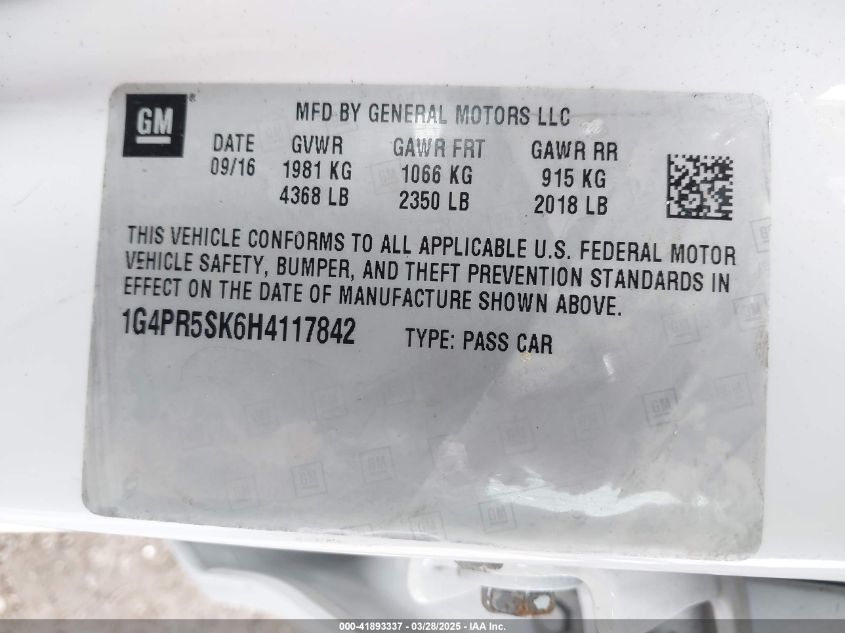 GM ®
MFD BY GENERAL MOTORS LLC
DATE GVWR GAWR FRT GAWR RR
09/16 1981 KG 1066 KG 915 KG
4368 LB 2350 LB 2018 LB
THIS VEHICLE CONFORMS TO ALL APPLICABLE U.S. FEDERAL MOTOR
VEHICLE SAFETY, BUMPER, AND THEFT PREVENTION STANDARDS IN
EFFECT ON THE DATE OF MANUFACTURE SHOWN ABOVE.
1G4PR5SK6H4117842 TYPE: PASS CAR
GM
000-41893337 - 03/28/2025 - IAA Inc.